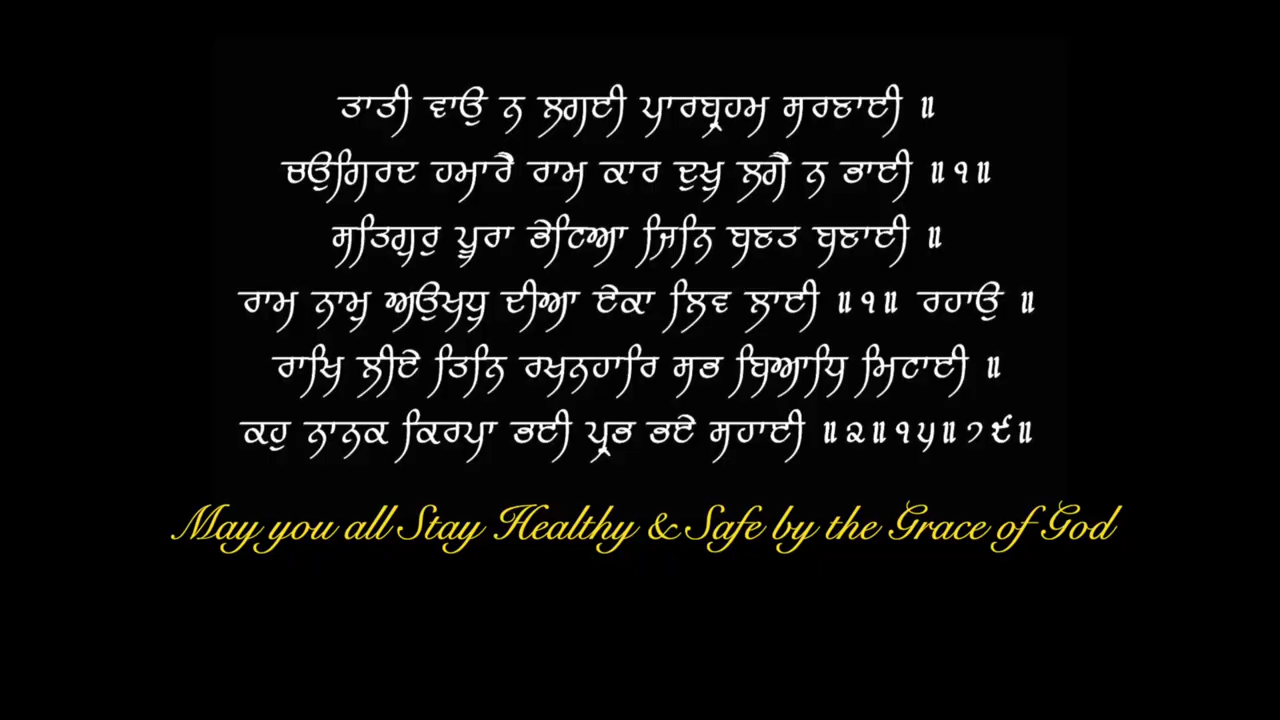 ਤਾਤੀ ਵਾਉ ਨ ਲਗਈ ਪਾਰਬ੍ਰਹਮ ਸਰਣਾਈ ॥
ਚਉਗਿਰਦ ਹਮਾਰੈ ਰਾਮ ਕਾਰ ਦੁਖੁ ਲਗੈ ਨ ਭਾਈ ॥੧॥
ਸਤਿਗੁਰੁ ਪੂਰਾ ਭੇਟਿਆ ਜਿਨਿ ਬਣਤ ਬਣਾਈ ॥
ਰਾਮ ਨਾਮੁ ਅਉਖਧੁ ਦੀਆ ਏਕਾ ਲਿਵ ਲਾਈ ॥੧॥ ਰਹਾਉ ॥
ਰਾਖਿ ਲੀਏ ਤਿਨਿ ਰਖਨਹਾਰਿ ਸਭ ਬਿਆਧਿ ਮਿਟਾਈ ॥
ਕਹੁ ਨਾਨਕ ਕਿਰਪਾ ਭਈ ਪ੍ਰਭ ਭਏ ਸਹਾਈ ॥੨॥੧੫॥੭੯॥
May you all Stay Healthy & Safe by the Grace of God